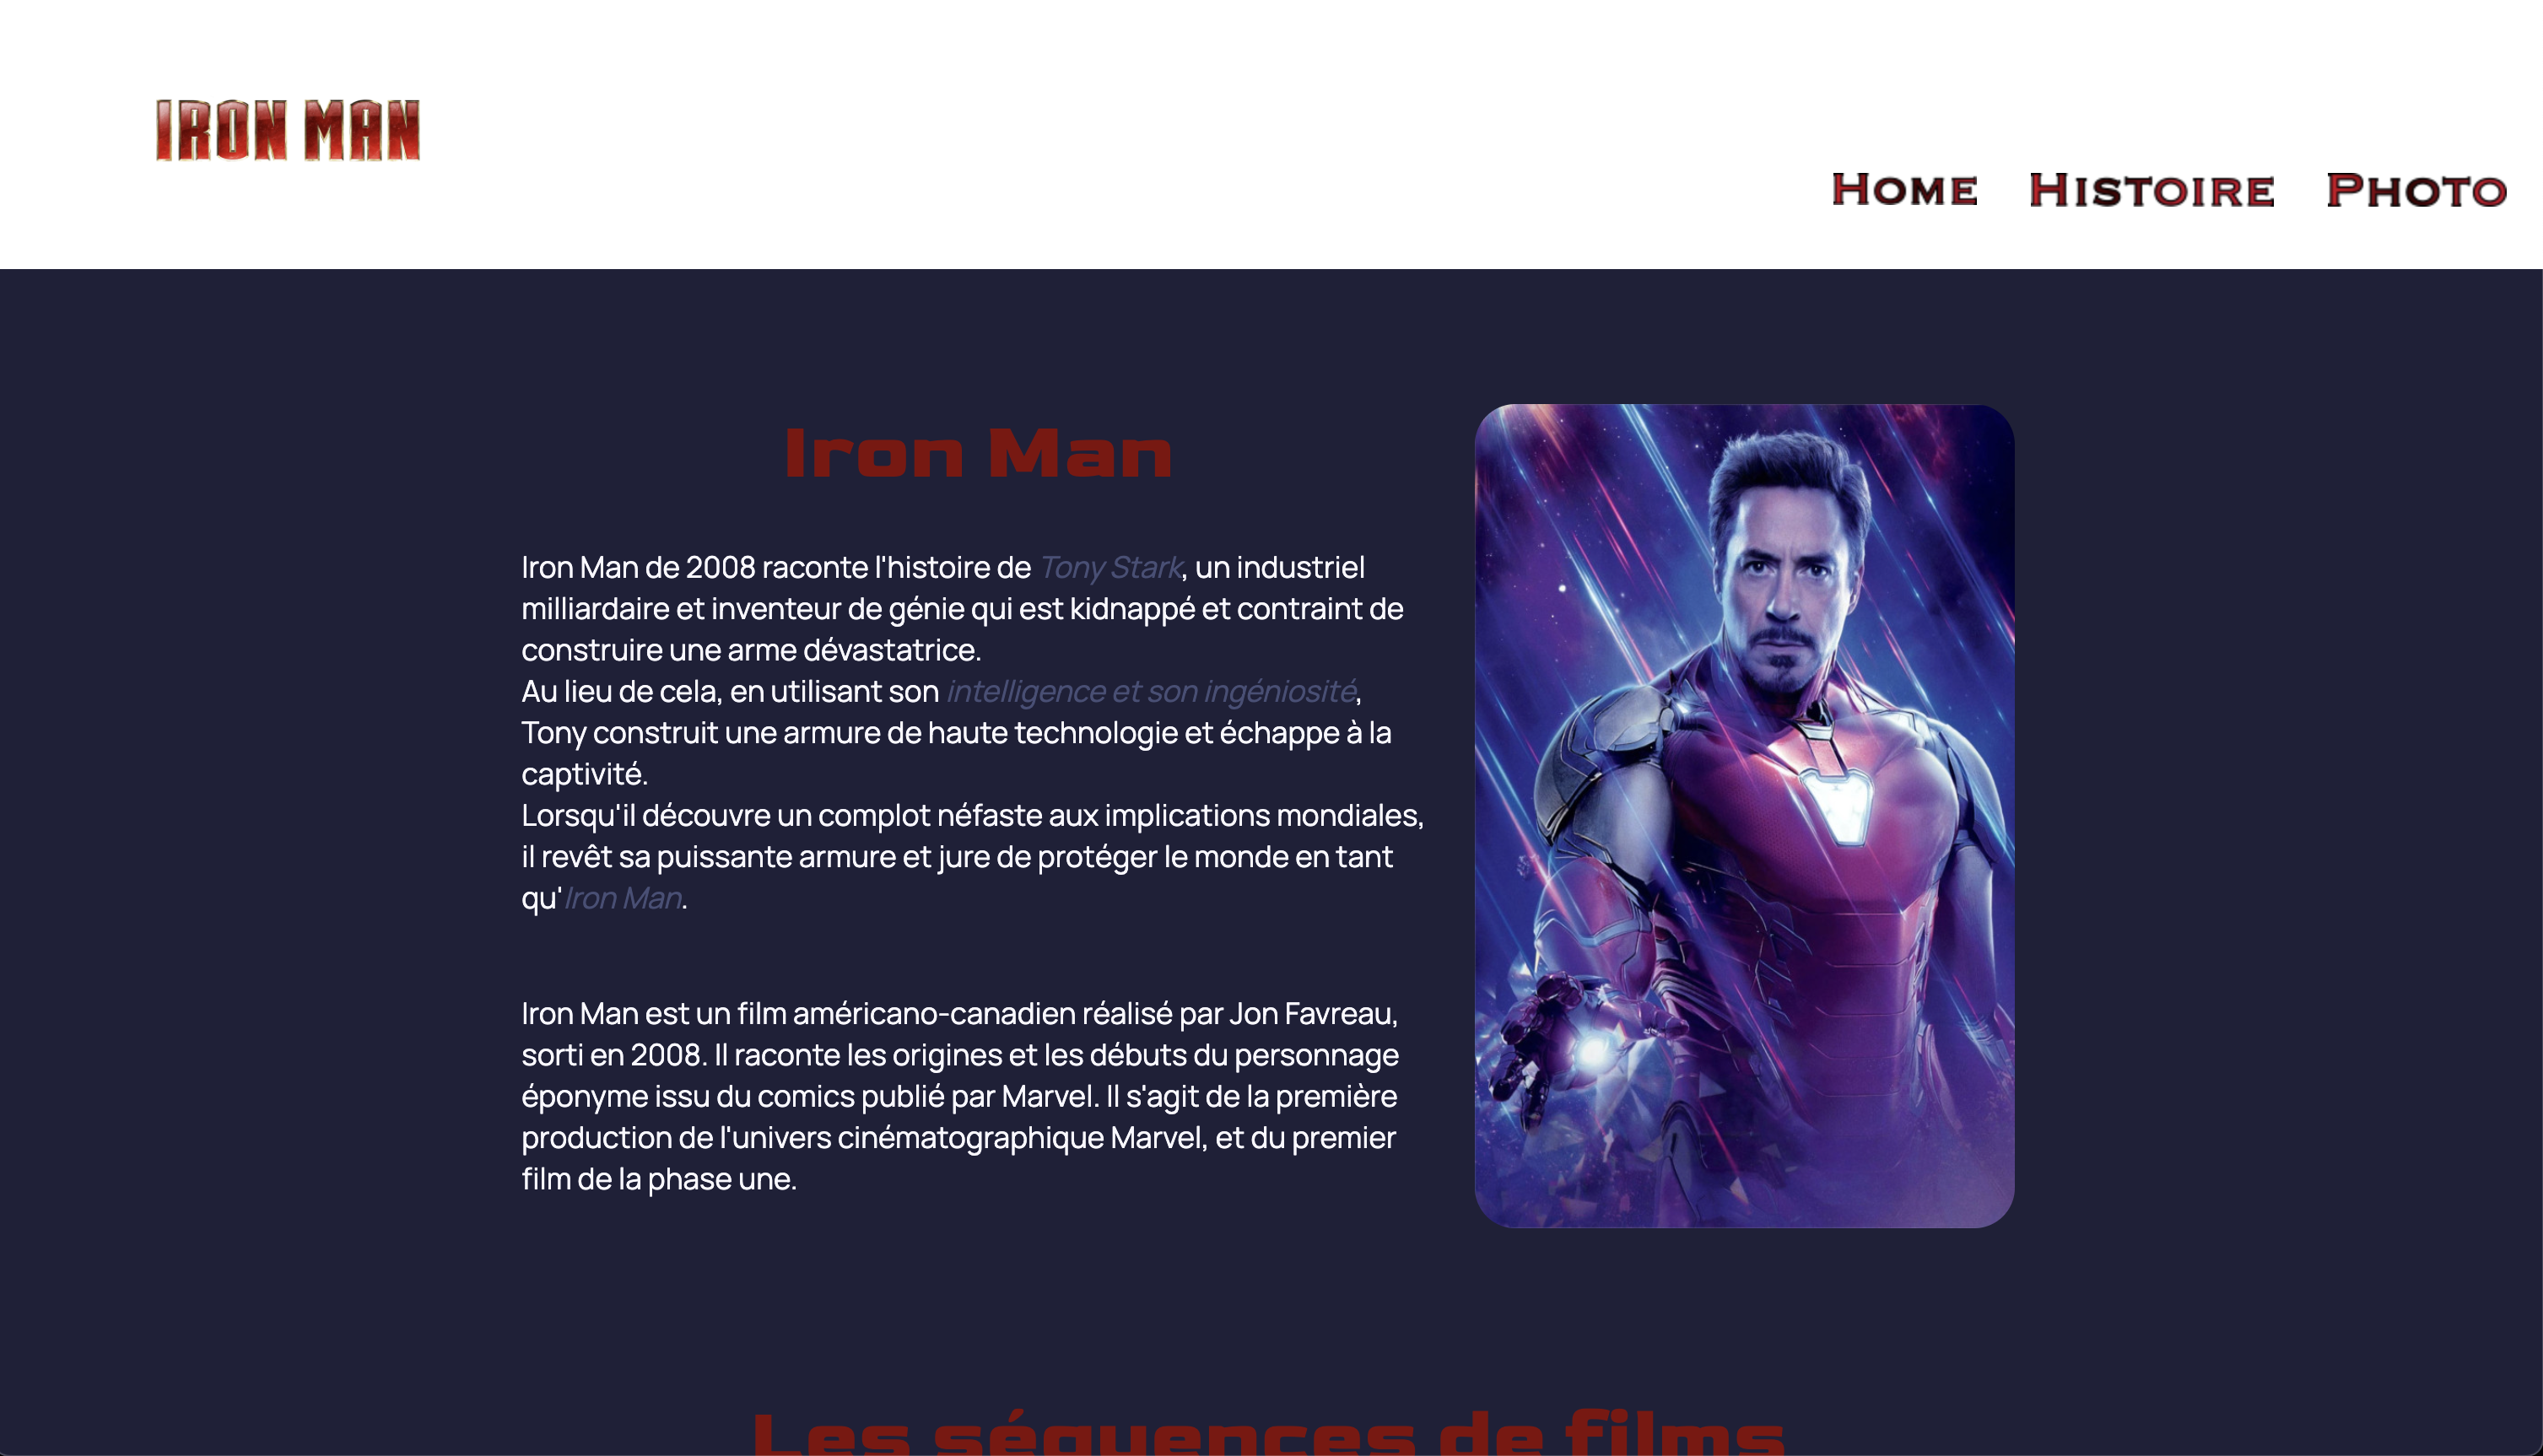 IRON MAN
HOME HISTOIRE PHOTO
Iron Man
Iron Man de 2008 raconte l'histoire de Tony Stark, un industriel
milliardaire et inventeur de génie qui est kidnappé et contraint de
construire une arme dévastatrice.
Au lieu de cela, en utilisant son intelligence et son ingéniosité,
Tony construit une armure de haute technologie et échappe à la
captivité.
Lorsqu'il découvre un complot néfaste aux implications mondiales,
il revêt sa puissante armure et jure de protéger le monde en tant
qu'Iron Man.
Iron Man est un film américano-canadien réalisé par Jon Favreau,
sorti en 2008. Il raconte les origines et les débuts du personnage
éponyme issu du comics publié par Marvel. Il s'agit de la première
production de l'univers cinématographique Marvel, et du premier
film de la phase une.
Les séquences de films